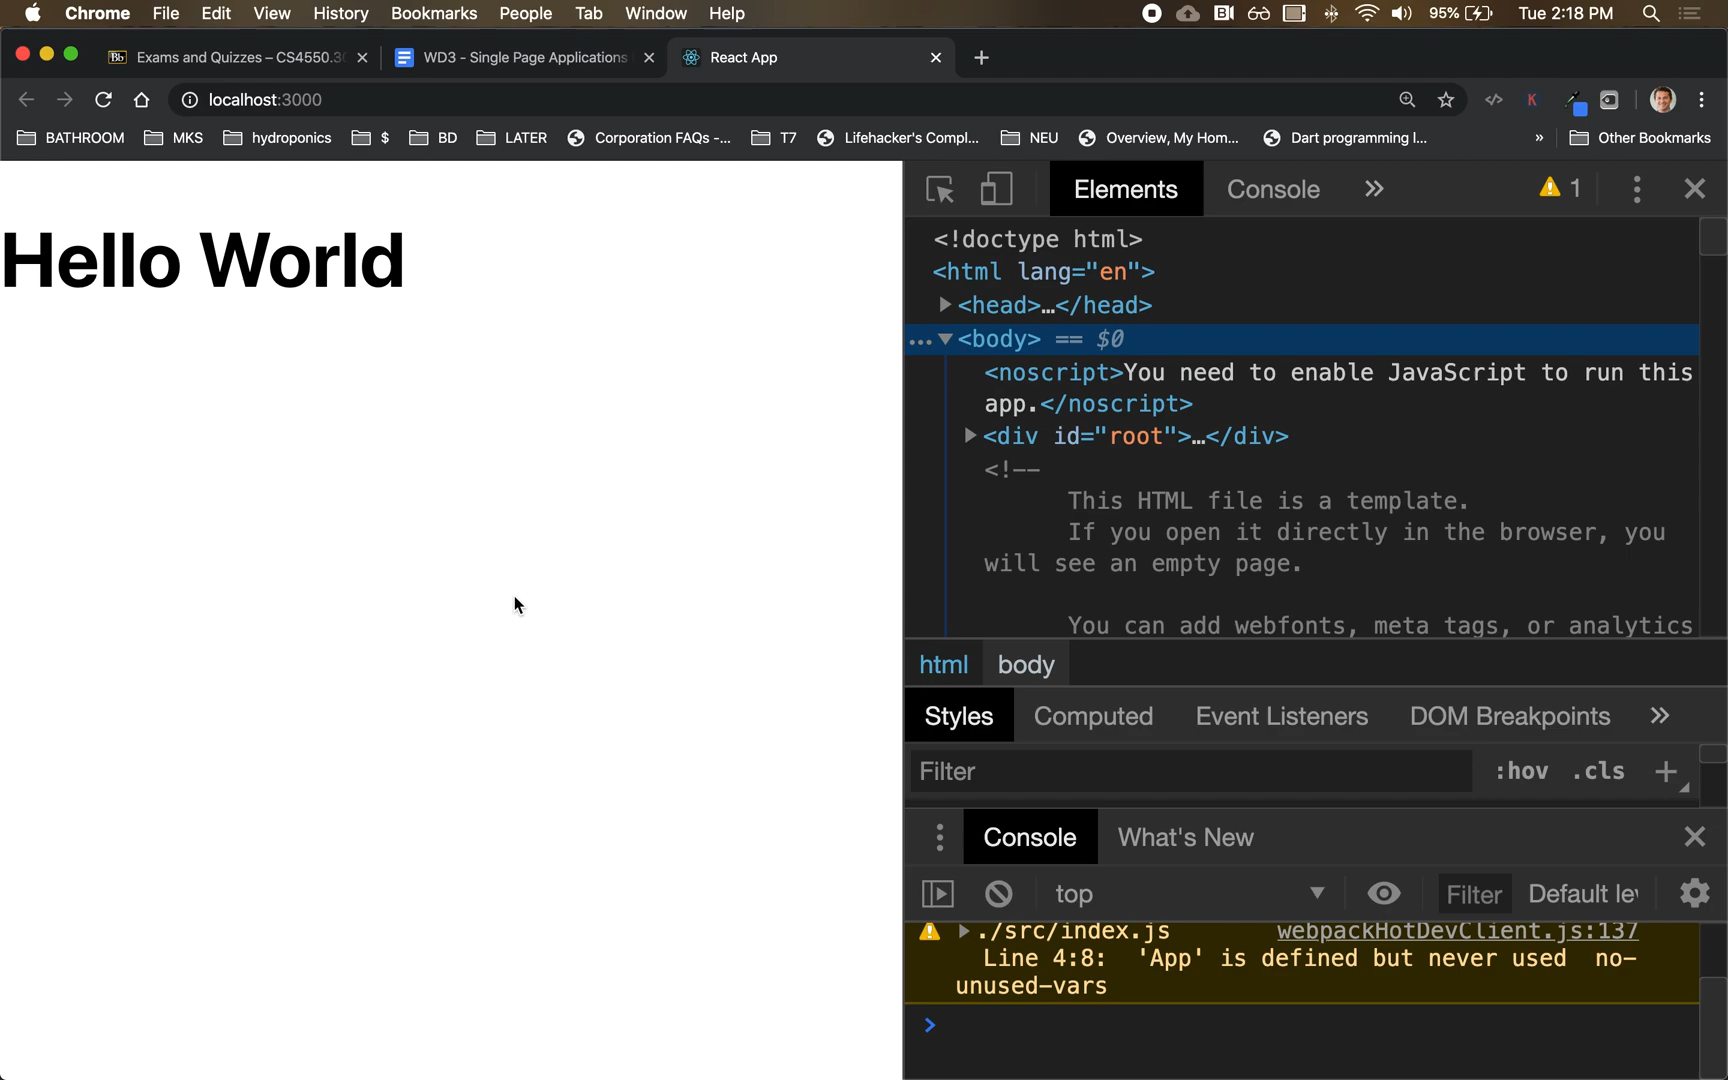 Chrome File Edit View History Bookmarks People Tab Window Help 95% Tue 2:18 PM
Bb Exams and Quizzes – CS4550.3 WD3 - Single Page Applications React App
localhost:3000
BATHROOM MKS hydroponics $ BD LATER Corporation FAQs -... T7 Lifehacker's Compl... NEU Overview, My Hom... Dart programming l... » Other Bookmarks
Hello World
Elements Console » 1
<!doctype html>
<html lang="en">
<head>…</head>
... <body> == $0
<noscript>You need to enable JavaScript to run this
app.</noscript>
<div id="root">…</div>
<!--
This HTML file is a template.
If you open it directly in the browser, you
will see an empty page.
You can add webfonts, meta tags, or analytics
html body
Styles Computed Event Listeners DOM Breakpoints »
Filter :hov .cls +
Console What's New
top Filter Default le
./src/index.js webpackHotDevClient.js:137
Line 4:8: 'App' is defined but never used no-
unused-vars
>